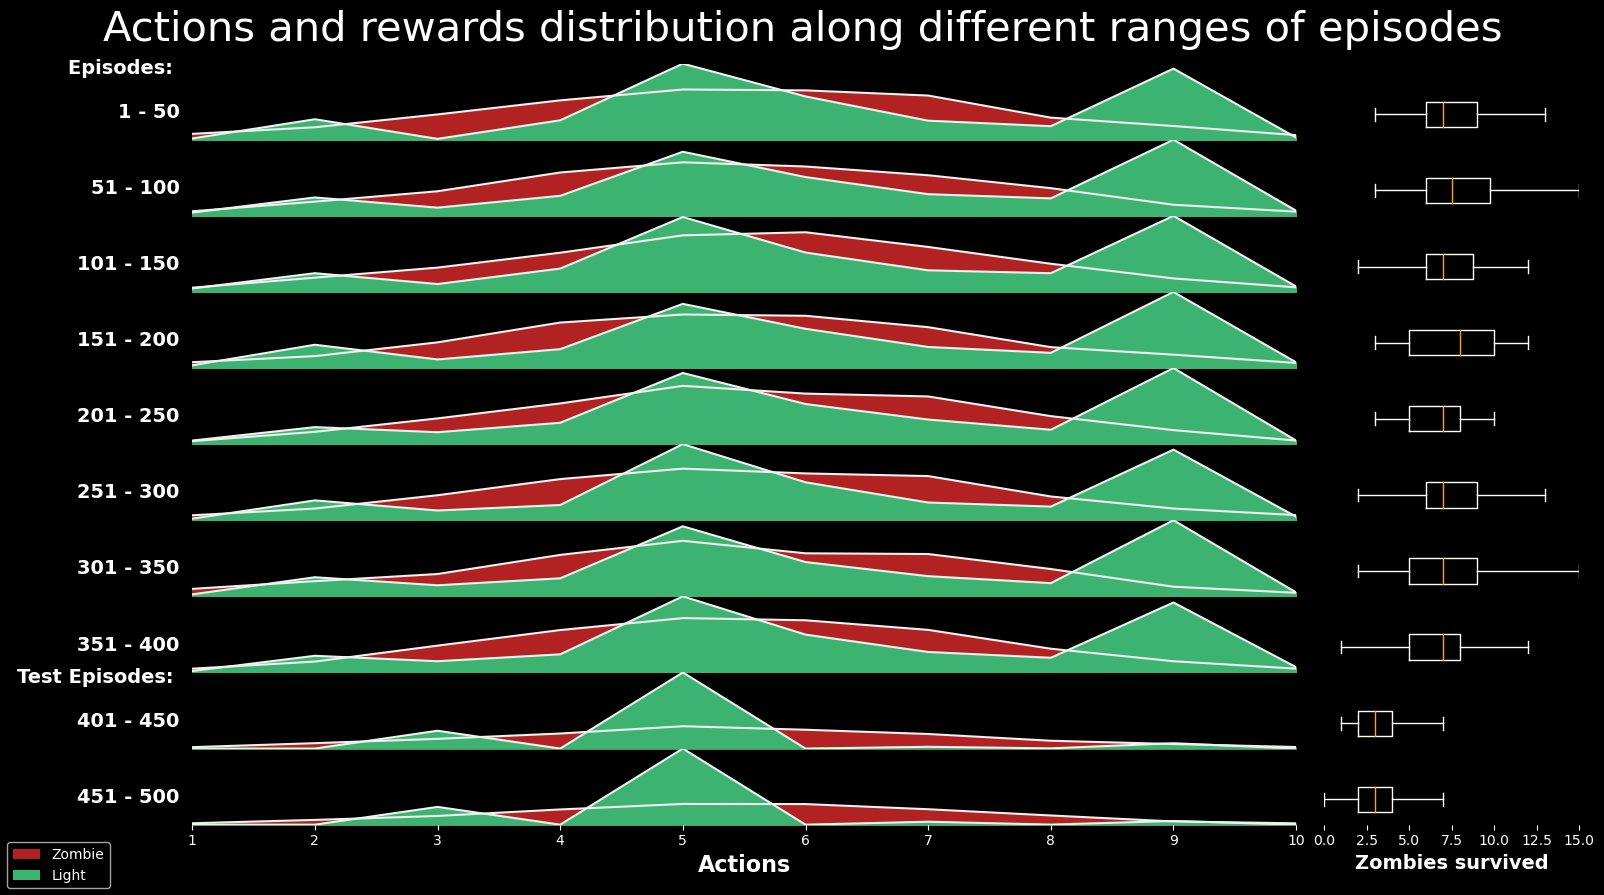 Actions and rewards distribution along different ranges of episodes
Episodes:
1 - 50
51 - 100
101 - 150
151 - 200
201 - 250
251 - 300
301 - 350
351 - 400
Test Episodes:
401 - 450
451 - 500
1 2 3 4 5 6 7 8 9 10
0.0 2.5 5.0 7.5 10.0 12.5 15.0
Actions
Zombies survived
Zombie
Light